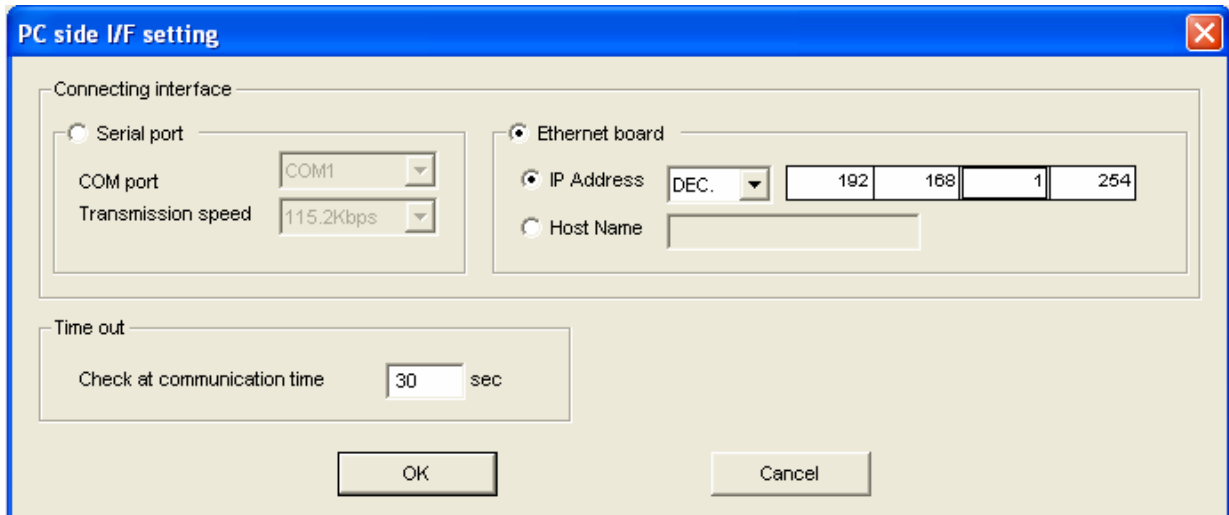 PC side I/F setting
Connecting interface
Serial port
COM port COM1
Transmission speed 115.2Kbps
Ethernet board
IP Address DEC. 192 168 1 254
Host Name
Time out
Check at communication time 30 sec
OK Cancel